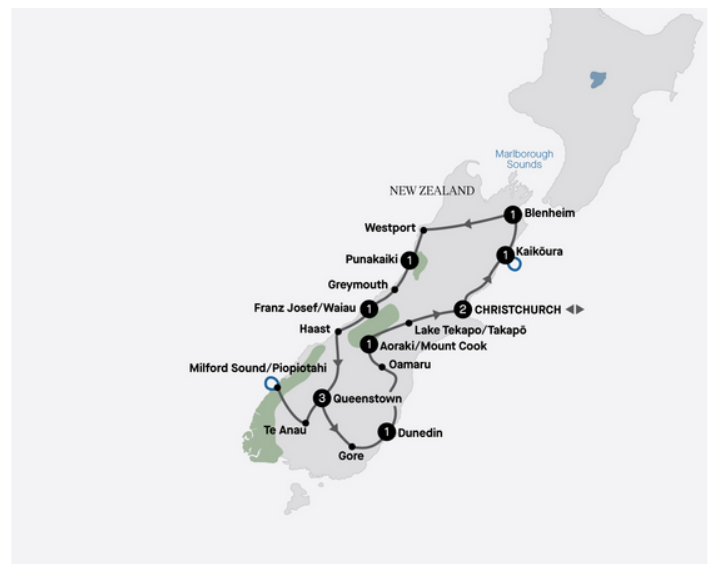 Marlborough
Sounds
NEW ZEALAND
1 Blenheim
Westport
1 Kaikōura
Punakaiki 1
Greymouth
Franz Josef/Waiau 1
2 CHRISTCHURCH
Haast
Lake Tekapo/Takapō
1 Aoraki/Mount Cook
Oamaru
Milford Sound/Piopiotahi
3 Queenstown
Te Anau
1 Dunedin
Gore